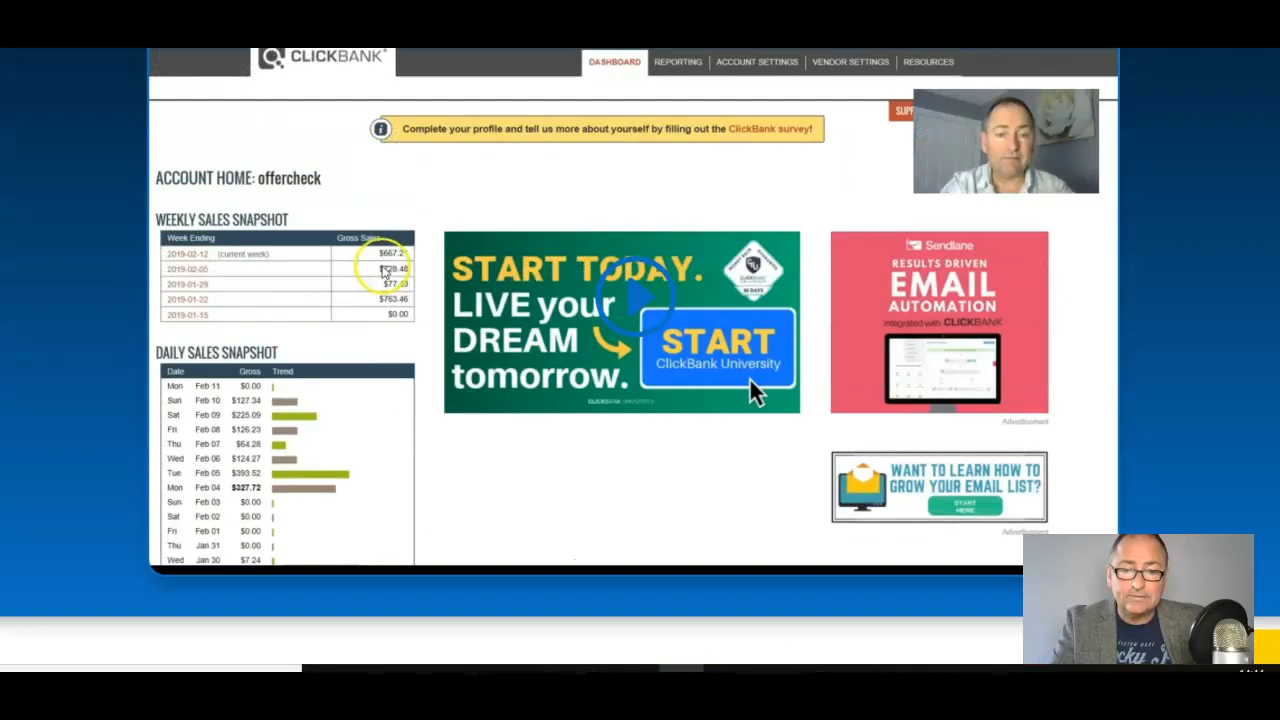 CLICKBANK
DASHBOARD REPORTING ACCOUNT SETTINGS VENDOR SETTINGS RESOURCES
Complete your profile and tell us more about yourself by filling out the ClickBank survey!
ACCOUNT HOME: offercheck
WEEKLY SALES SNAPSHOT
Week Ending Gross Sales
2019-02-12 (current week)
2019-02-05
2019-01-29
2019-01-22 $763.46
2019-01-15 $0.00
DAILY SALES SNAPSHOT
Date Gross Trend
Mon Feb 11 $0.00
Sun Feb 10 $127.34
Sat Feb 09 $225.09
Fri Feb 08 $126.23
Thu Feb 07 $64.28
Wed Feb 06 $124.27
Tue Feb 05 $393.52
Mon Feb 04 $327.72
Sun Feb 03 $0.00
Sat Feb 02 $0.00
Fri Feb 01 $0.00
Thu Jan 31 $0.00
Wed Jan 30 $7.24
START TODAY.
LIVE your
DREAM
tomorrow.
START
ClickBank University
CLICKBANK UNIVERSITY
Sendlane
RESULTS DRIVEN
EMAIL
AUTOMATION
integrated with CLICKBANK
Advertisement
WANT TO LEARN HOW TO
GROW YOUR EMAIL LIST?
START
HERE
Advertisement